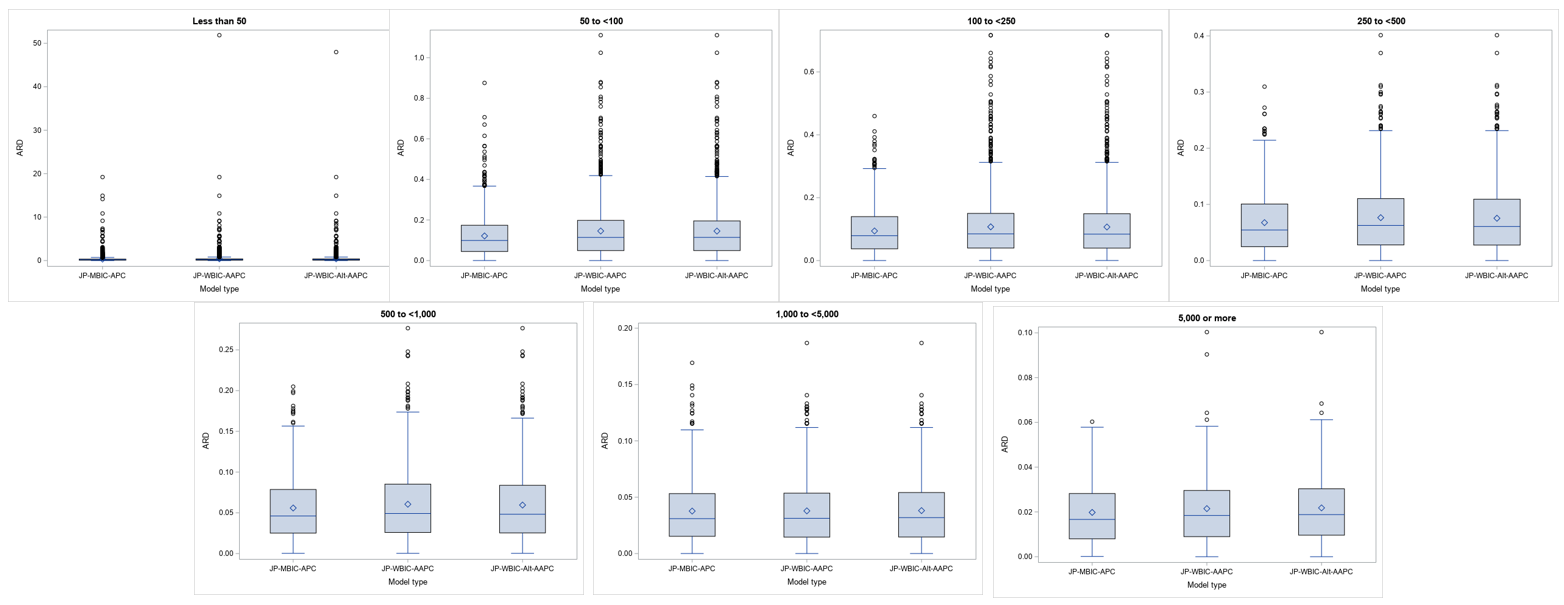 Less than 50
50
40
30
20
10
0
ARD
JP-MBIC-APC JP-WBIC-AAPC JP-WBIC-Alt-AAPC
Model type
50 to <100
1.0
0.8
0.6
0.4
0.2
0.0
ARD
JP-MBIC-APC JP-WBIC-AAPC JP-WBIC-Alt-AAPC
Model type
100 to <250
0.6
0.4
0.2
0.0
ARD
JP-MBIC-APC JP-WBIC-AAPC JP-WBIC-Alt-AAPC
Model type
250 to <500
0.4
0.3
0.2
0.1
0.0
ARD
JP-MBIC-APC JP-WBIC-AAPC JP-WBIC-Alt-AAPC
Model type
500 to <1,000
0.25
0.20
0.15
0.10
0.05
0.00
ARD
JP-MBIC-APC JP-WBIC-AAPC JP-WBIC-Alt-AAPC
Model type
1,000 to <5,000
0.20
0.15
0.10
0.05
0.00
ARD
JP-MBIC-APC JP-WBIC-AAPC JP-WBIC-Alt-AAPC
Model type
5,000 or more
0.10
0.08
0.06
0.04
0.02
0.00
ARD
JP-MBIC-APC JP-WBIC-AAPC JP-WBIC-Alt-AAPC
Model type